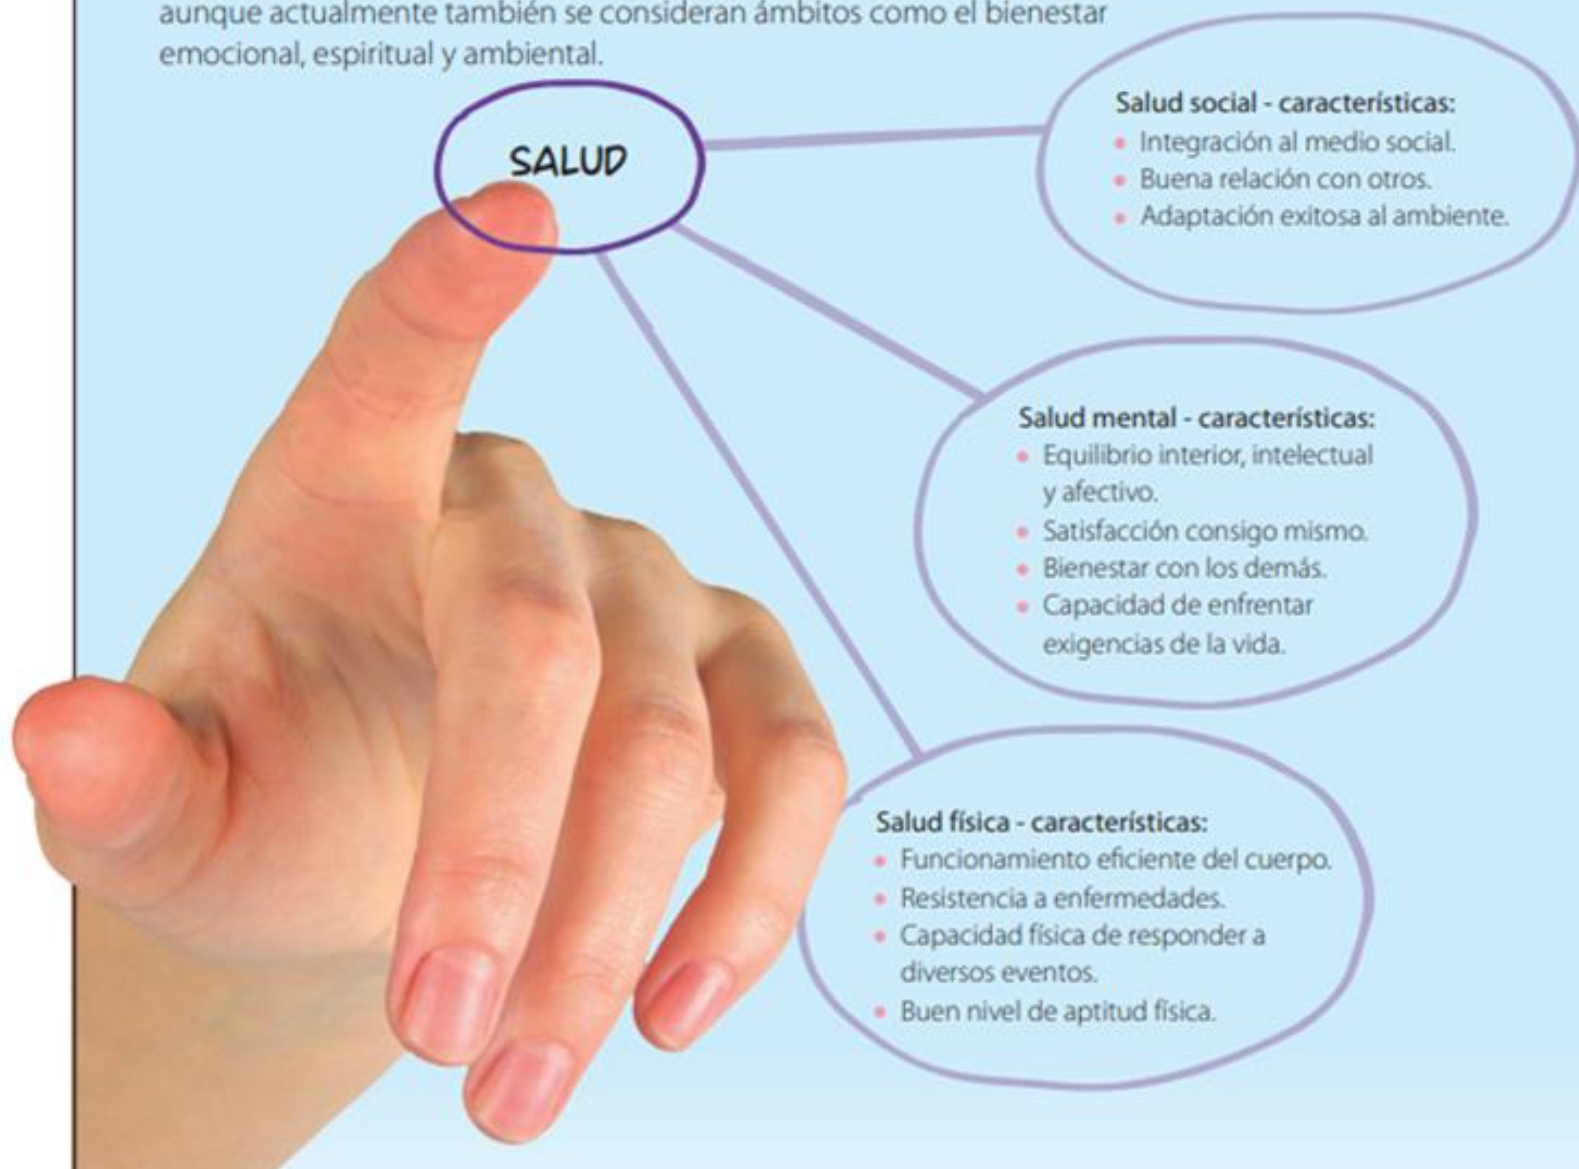 aunque actualmente también se consideran ámbitos como el bienestar
emocional, espiritual y ambiental.
SALUD
Salud social - características:
• Integración al medio social.
• Buena relación con otros.
• Adaptación exitosa al ambiente.
Salud mental - características:
• Equilibrio interior, intelectual
y afectivo.
• Satisfacción consigo mismo.
• Bienestar con los demás.
• Capacidad de enfrentar
exigencias de la vida.
Salud física - características:
• Funcionamiento eficiente del cuerpo.
• Resistencia a enfermedades.
• Capacidad física de responder a
diversos eventos.
• Buen nivel de aptitud física.